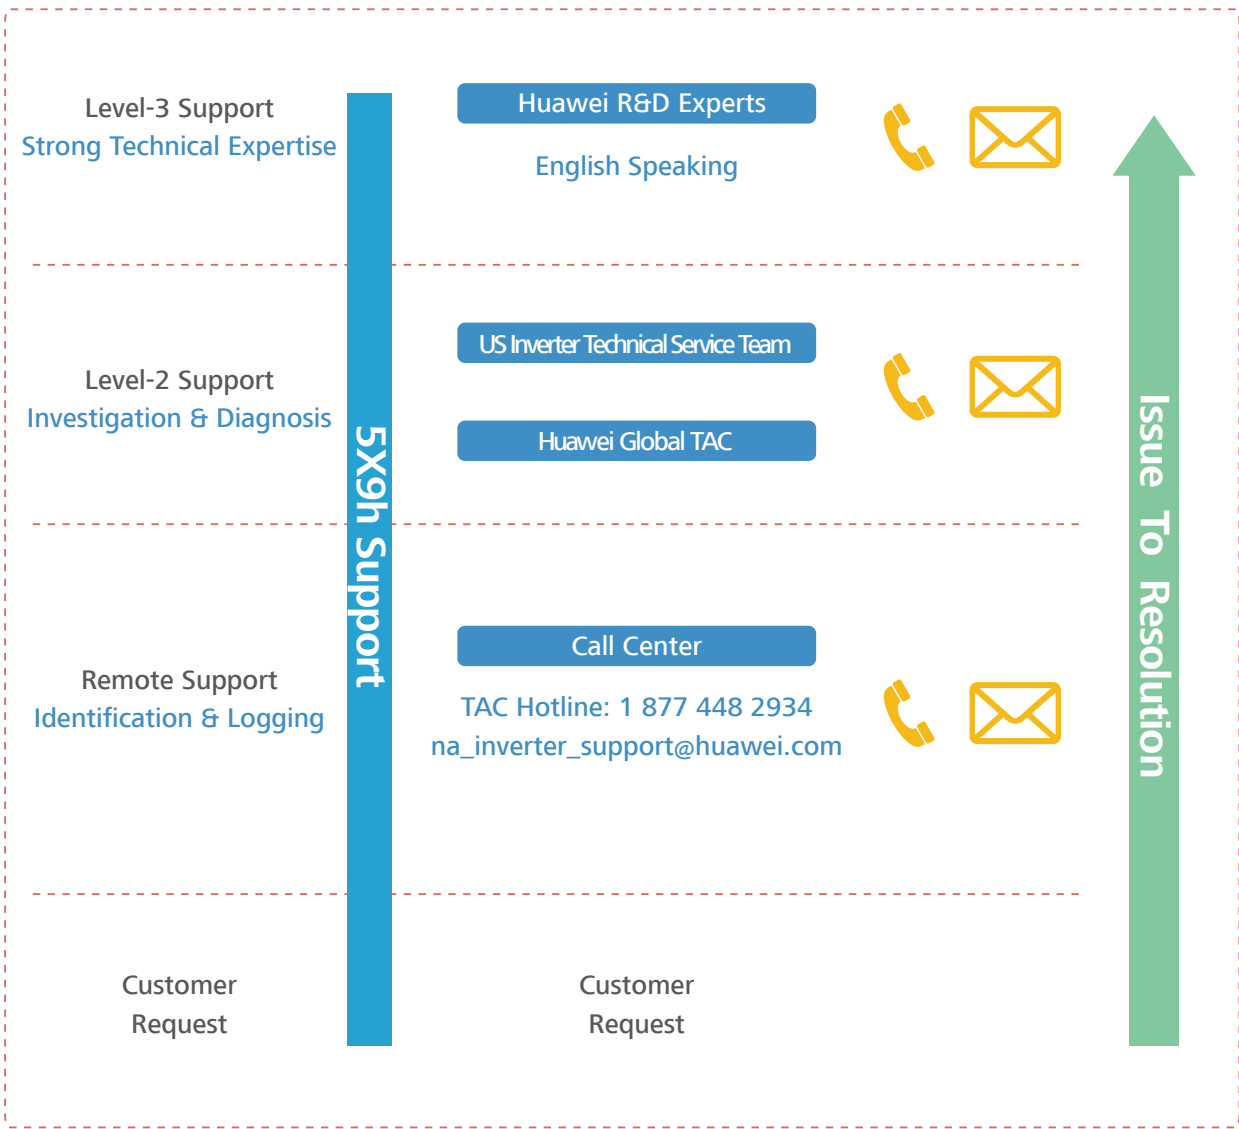 Level-3 Support
Strong Technical Expertise
Huawei R&D Experts
English Speaking
Level-2 Support
Investigation & Diagnosis
US Inverter Technical Service Team
Huawei Global TAC
5X9h Support
Issue To Resolution
Remote Support
Identification & Logging
Call Center
TAC Hotline: 1 877 448 2934
na_inverter_support@huawei.com
Customer
Request
Customer
Request